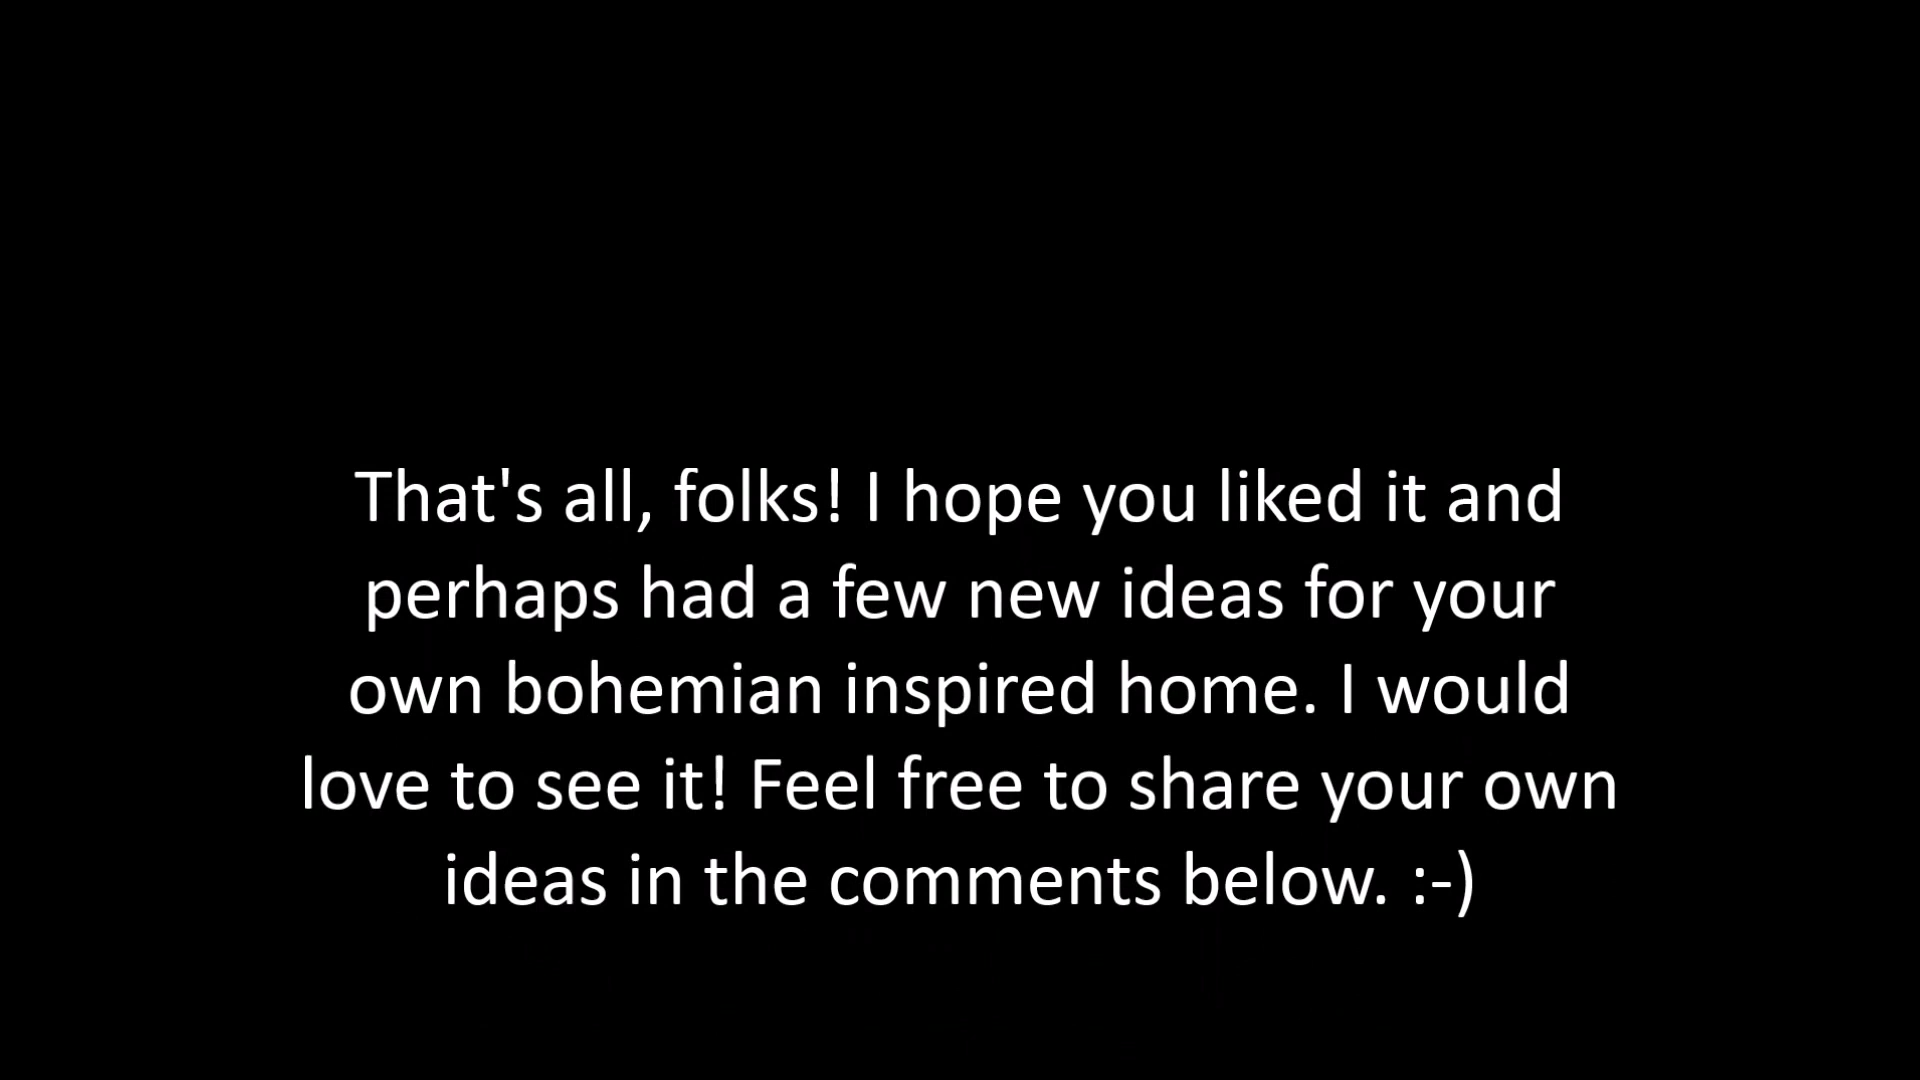 That's all, folks! I hope you liked it and
perhaps had a few new ideas for your
own bohemian inspired home. I would
love to see it! Feel free to share your own
ideas in the comments below. :-)